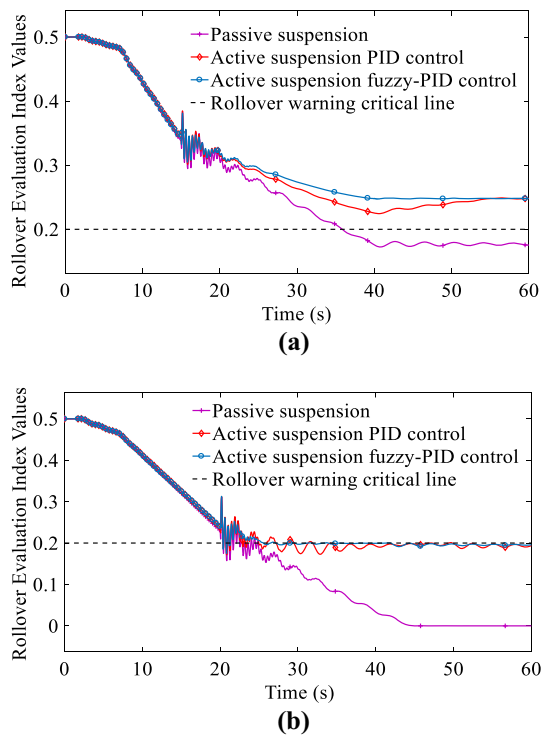 Rollover Evaluation Index Values
0.5
0.4
0.3
0.2
Passive suspension
Active suspension PID control
Active suspension fuzzy-PID control
Rollover warning critical line
0 10 20 30 40 50 60
Time (s)
(a)
Rollover Evaluation Index Values
0.5
0.4
0.3
0.2
0.1
0
Passive suspension
Active suspension PID control
Active suspension fuzzy-PID control
Rollover warning critical line
0 10 20 30 40 50 60
Time (s)
(b)